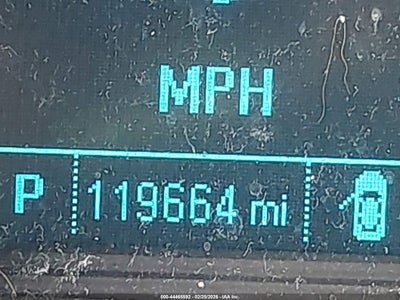 MPH
P 119664 mi
000-44465592 - 02/20/2026 - IAA Inc.